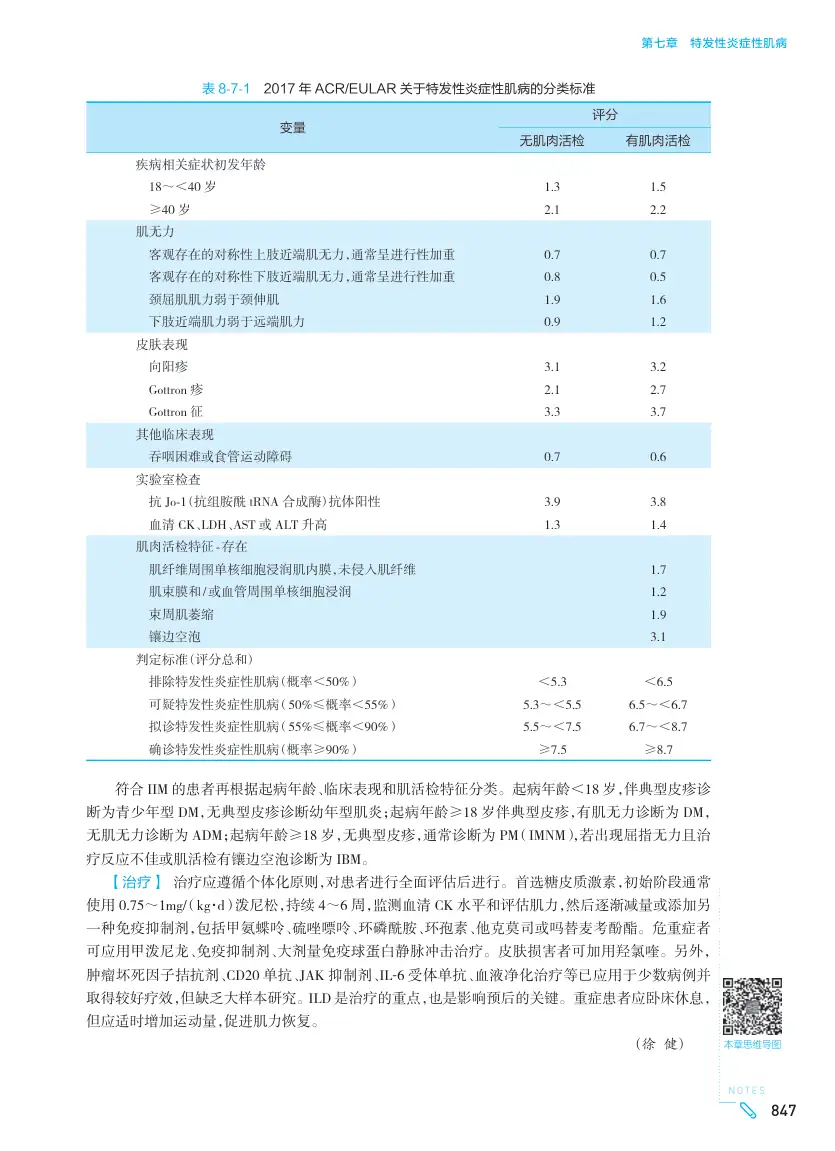 第七章 特发性炎症性肌病
表 8-7-1 2017 年 ACR/EULAR 关于特发性炎症性肌病的分类标准
变量 评分
无肌肉活检 有肌肉活检
疾病相关症状初发年龄
18～＜40 岁 1.3 1.5
≥40 岁 2.1 2.2
肌无力
客观存在的对称性上肢近端肌无力，通常呈进行性加重 0.7 0.7
客观存在的对称性下肢近端肌无力，通常呈进行性加重 0.8 0.5
颈屈肌肌力弱于颈伸肌 1.9 1.6
下肢近端肌力弱于远端肌力 0.9 1.2
皮肤表现
向阳疹 3.1 3.2
Gottron 疹 2.1 2.7
Gottron 征 3.3 3.7
其他临床表现
吞咽困难或食管运动障碍 0.7 0.6
实验室检查
抗 Jo-1（抗组胺酰 tRNA 合成酶）抗体阳性 3.9 3.8
血清 CK、LDH、AST 或 ALT 升高 1.3 1.4
肌肉活检特征-存在
肌纤维周围单核细胞浸润肌内膜，未侵入肌纤维 1.7
肌束膜和/或血管周围单核细胞浸润 1.2
束周肌萎缩 1.9
镶边空泡 3.1
判定标准（评分总和）
排除特发性炎症性肌病（概率＜50%） ＜5.3 ＜6.5
可疑特发性炎症性肌病（50%≤概率＜55%） 5.3～＜5.5 6.5～＜6.7
拟诊特发性炎症性肌病（55%≤概率＜90%） 5.5～＜7.5 6.7～＜8.7
确诊特发性炎症性肌病（概率≥90%） ≥7.5 ≥8.7
符合 IIM 的患者再根据起病年龄、临床表现和肌活检特征分类。起病年龄＜18 岁，伴典型皮疹诊
断为青少年型 DM，无典型皮疹诊断幼年型肌炎；起病年龄≥18 岁伴典型皮疹，有肌无力诊断为 DM，
无肌无力诊断为 ADM；起病年龄≥18 岁，无典型皮疹，通常诊断为 PM（IMNM），若出现屈指无力且治
疗反应不佳或肌活检有镶边空泡诊断为 IBM。
【治疗】 治疗应遵循个体化原则，对患者进行全面评估后进行。首选糖皮质激素，初始阶段通常
使用 0.75～1mg/（kg·d）泼尼松，持续 4～6 周，监测血清 CK 水平和评估肌力，然后逐渐减量或添加另
一种免疫抑制剂，包括甲氨蝶呤、硫唑嘌呤、环磷酰胺、环孢素、他克莫司或吗替麦考酚酯。危重症者
可应用甲泼尼龙、免疫抑制剂、大剂量免疫球蛋白静脉冲击治疗。皮肤损害者可加用羟氯喹。另外，
肿瘤坏死因子拮抗剂、CD20 单抗、JAK 抑制剂、IL-6 受体单抗、血液净化治疗等已应用于少数病例并
取得较好疗效，但缺乏大样本研究。ILD 是治疗的重点，也是影响预后的关键。重症患者应卧床休息，
但应适时增加运动量，促进肌力恢复。
（徐 健）
本章思维导图
NOTES
847